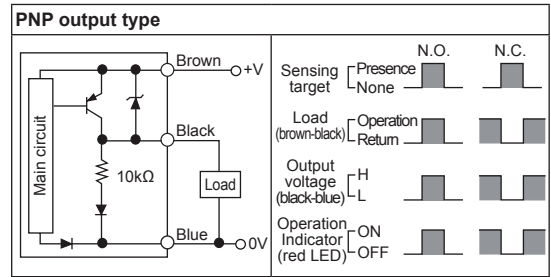 PNP output type
Brown
+V
Black
Main circuit
10kΩ
Load
Blue
0V
N.O.
N.C.
Sensing
target
Presence
None
Load
(brown-black)
Operation
Return
Output
voltage
(black-blue)
H
L
Operation
Indicator
(red LED)
ON
OFF